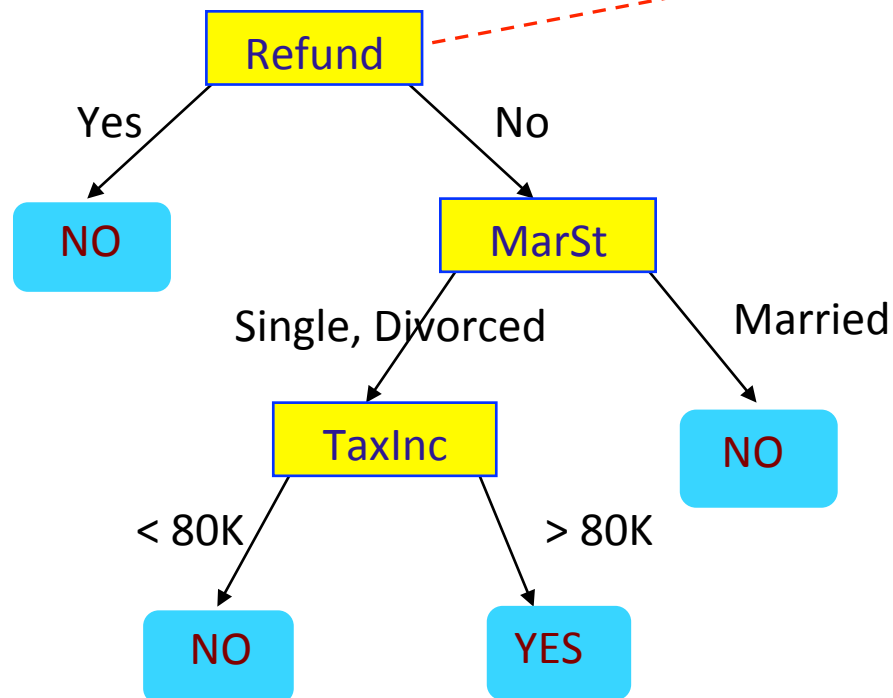 Refund
Yes
No
NO
MarSt
Single, Divorced
Married
TaxInc
NO
< 80K
> 80K
NO
YES